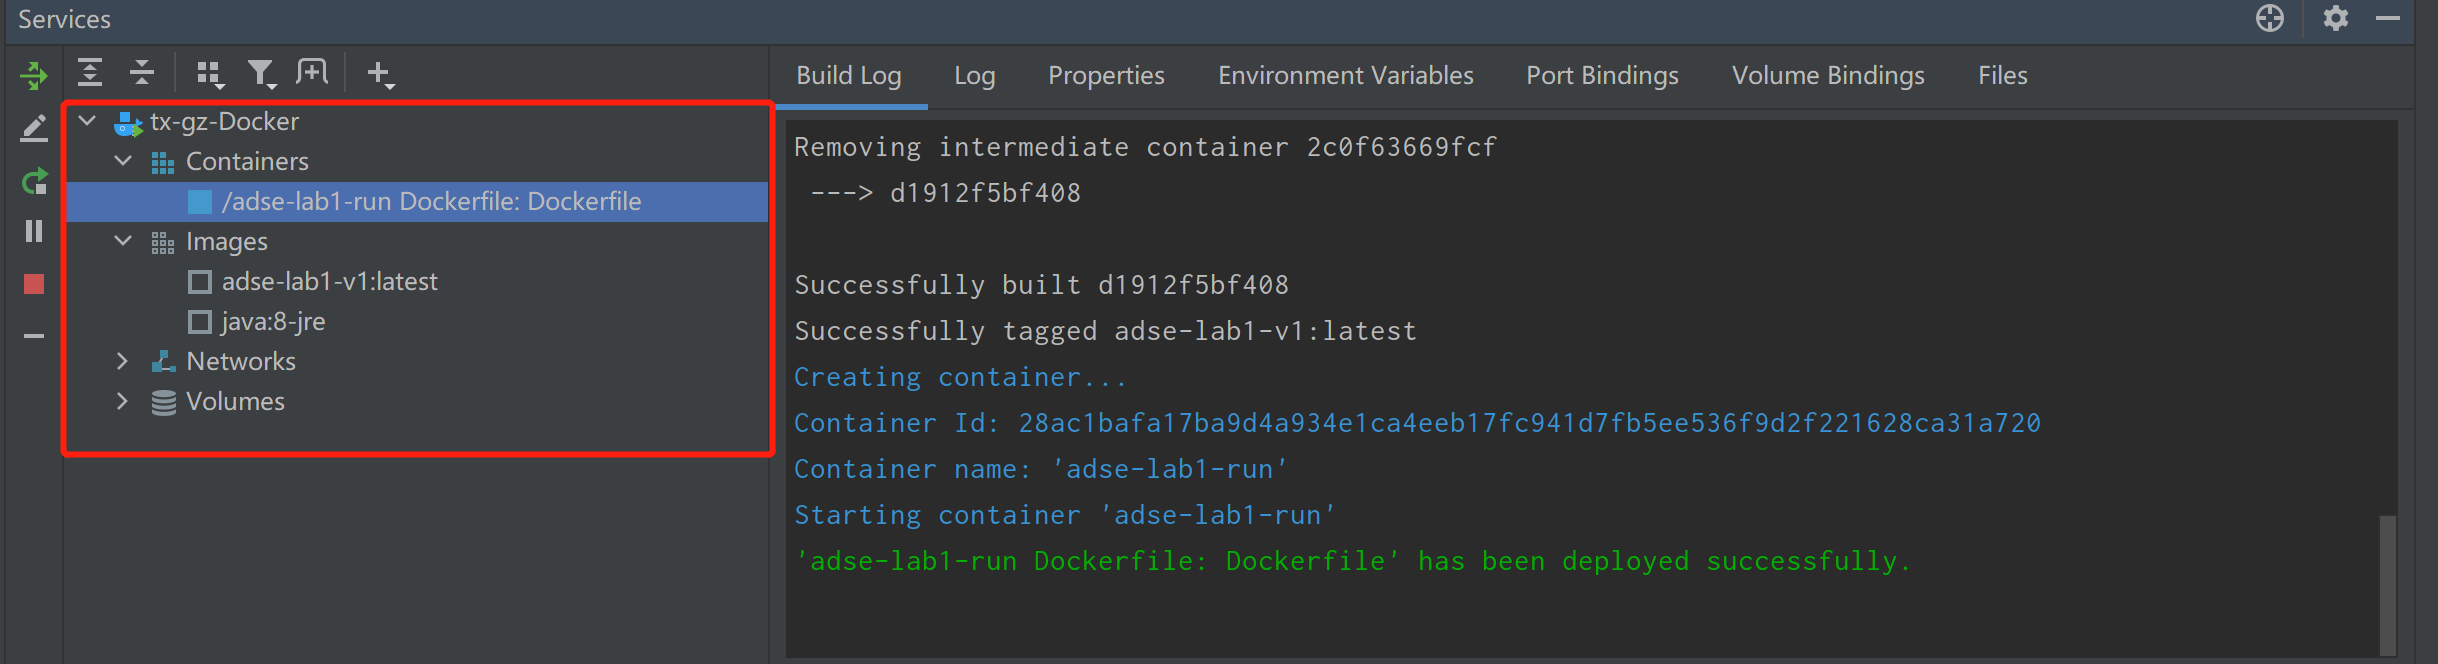 Services
Build Log Log Properties Environment Variables Port Bindings Volume Bindings Files
tx-gz-Docker
Containers
/adse-lab1-run Dockerfile: Dockerfile
Images
adse-lab1-v1:latest
java:8-jre
Networks
Volumes
Removing intermediate container 2c0f63669fcf
---> d1912f5bf408
Successfully built d1912f5bf408
Successfully tagged adse-lab1-v1:latest
Creating container...
Container Id: 28ac1bafa17ba9d4a934e1ca4eeb17fc941d7fb5ee536f9d2f221628ca31a720
Container name: 'adse-lab1-run'
Starting container 'adse-lab1-run'
'adse-lab1-run Dockerfile: Dockerfile' has been deployed successfully.